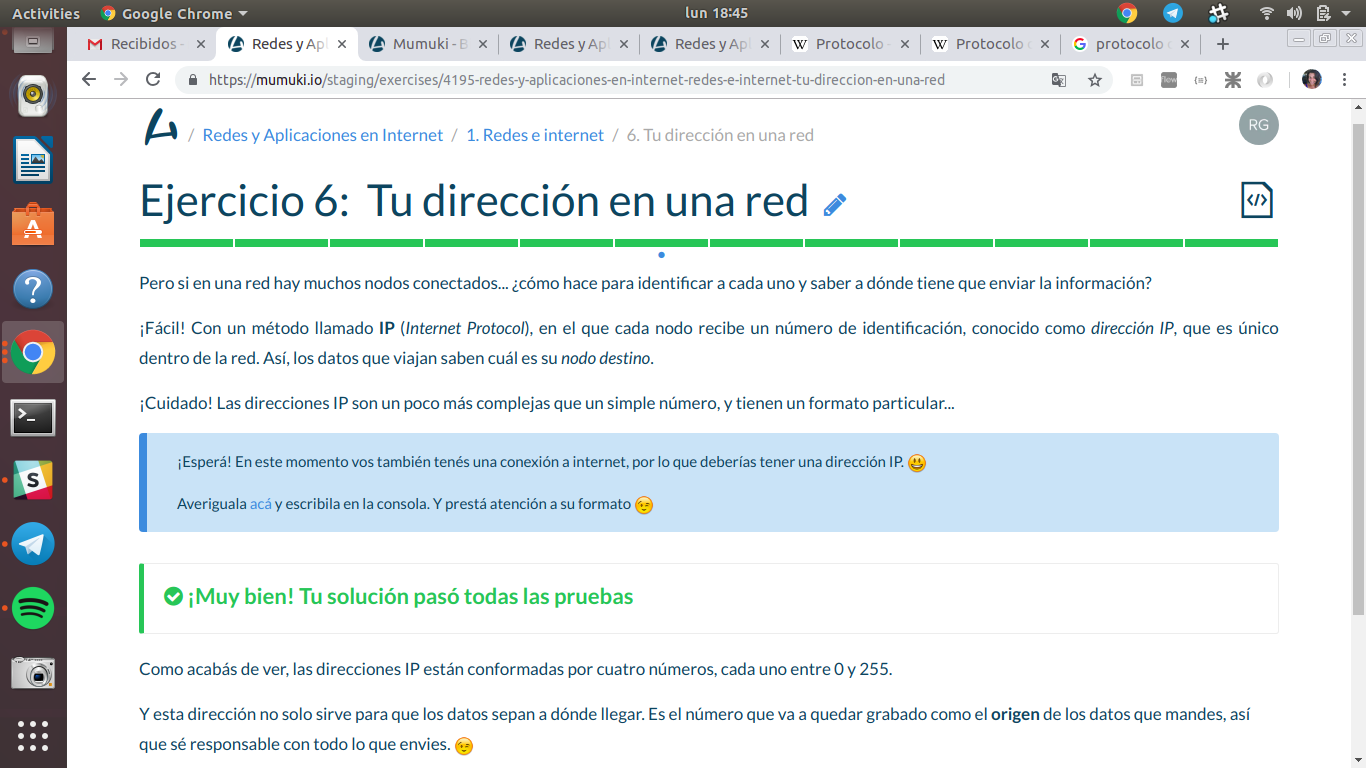 Activities Google Chrome lun 18:45
Recibidos - Redes y Apl Mumuki - B Redes y Apl Redes y Apl Protocolo - Protocolo d protocolo d
https://mumuki.io/staging/exercises/4195-redes-y-aplicaciones-en-internet-redes-e-internet-tu-direccion-en-una-red
/ Redes y Aplicaciones en Internet / 1. Redes e internet / 6. Tu dirección en una red
RG
Ejercicio 6: Tu dirección en una red
Pero si en una red hay muchos nodos conectados... ¿cómo hace para identificar a cada uno y saber a dónde tiene que enviar la información?
¡Fácil! Con un método llamado IP (Internet Protocol), en el que cada nodo recibe un número de identificación, conocido como dirección IP, que es único
dentro de la red. Así, los datos que viajan saben cuál es su nodo destino.
¡Cuidado! Las direcciones IP son un poco más complejas que un simple número, y tienen un formato particular...
¡Esperá! En este momento vos también tenés una conexión a internet, por lo que deberías tener una dirección IP.
Averiguala acá y escribila en la consola. Y prestá atención a su formato
¡Muy bien! Tu solución pasó todas las pruebas
Como acabás de ver, las direcciones IP están conformadas por cuatro números, cada uno entre 0 y 255.
Y esta dirección no solo sirve para que los datos sepan a dónde llegar. Es el número que va a quedar grabado como el origen de los datos que mandes, así
que sé responsable con todo lo que envies.